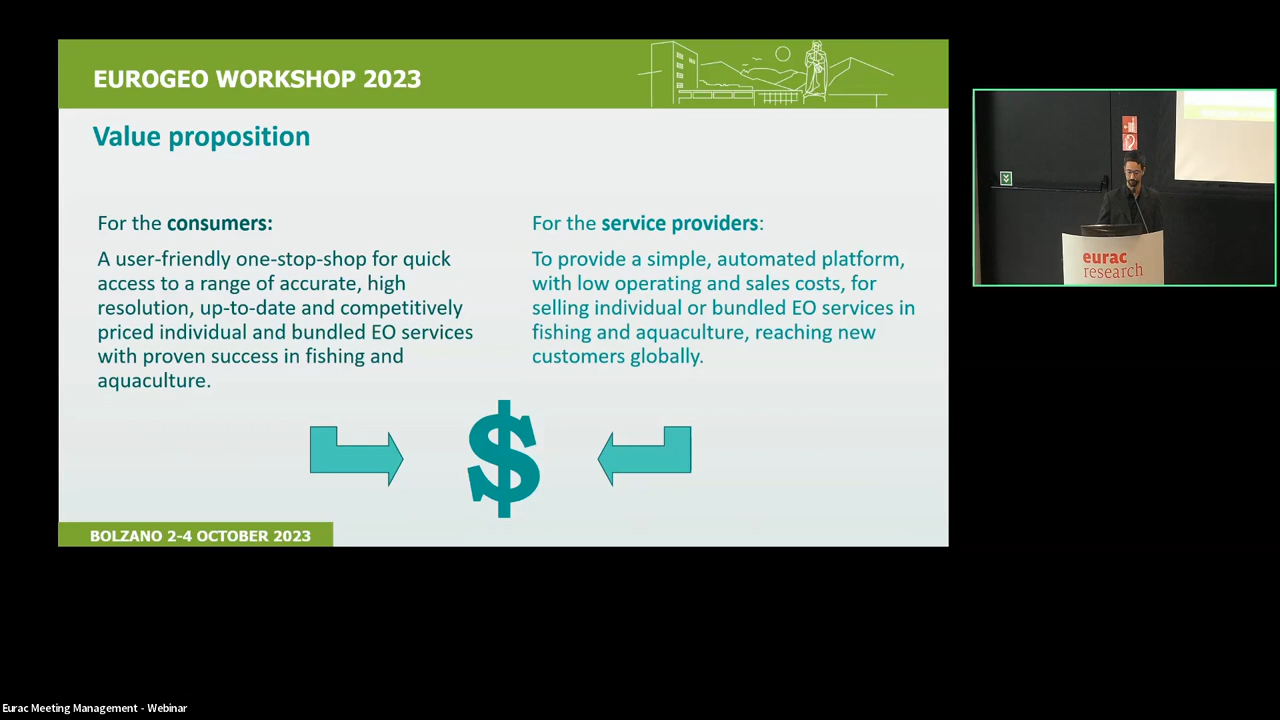 EUROGEO WORKSHOP 2023
Value proposition
For the consumers:
A user-friendly one-stop-shop for quick
access to a range of accurate, high
resolution, up-to-date and competitively
priced individual and bundled EO services
with proven success in fishing and
aquaculture.
For the service providers:
To provide a simple, automated platform,
with low operating and sales costs, for
selling individual or bundled EO services in
fishing and aquaculture, reaching new
customers globally.
$
BOLZANO 2-4 OCTOBER 2023
eurac
research
Eurac Meeting Management - Webinar